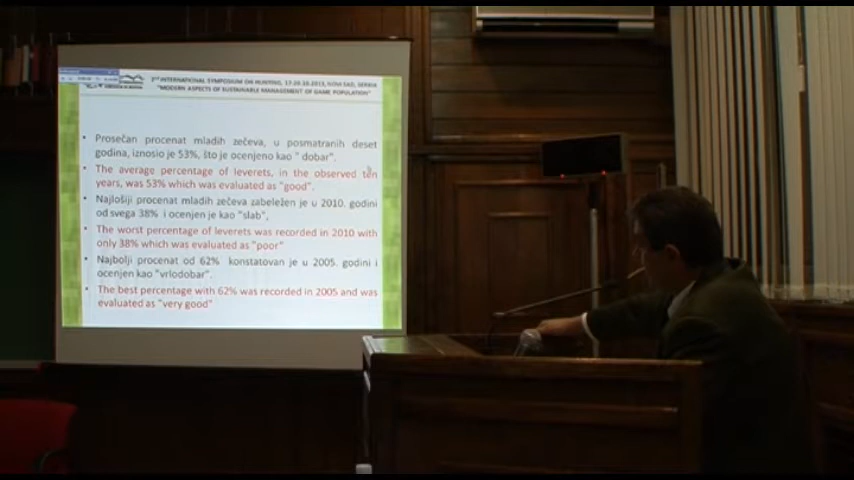 2nd INTERNATIONAL SYMPOSIUM ON HUNTING, 17-20.10.2013, NOVI SAD, SERBIA
"MODERN ASPECTS OF SUSTAINABLE MANAGEMENT OF GAME POPULATION"
• Prosečan procenat mladih zečeva, u posmatranih deset
godina, iznosio je 53%, što je ocenjeno kao " dobar".
• The average percentage of leverets, in the observed ten
years, was 53% which was evaluated as "good".
• Najlošiji procenat mladih zečeva zabeležen je u 2010. godini
od svega 38% i ocenjen je kao "slab",
• The worst percentage of leverets was recorded in 2010 with
only 38% which was evaluated as "poor"
• Najbolji procenat od 62% konstatovan je u 2005. godini i
ocenjen kao "vrlodobar".
• The best percentage with 62% was recorded in 2005 and was
evaluated as "very good"